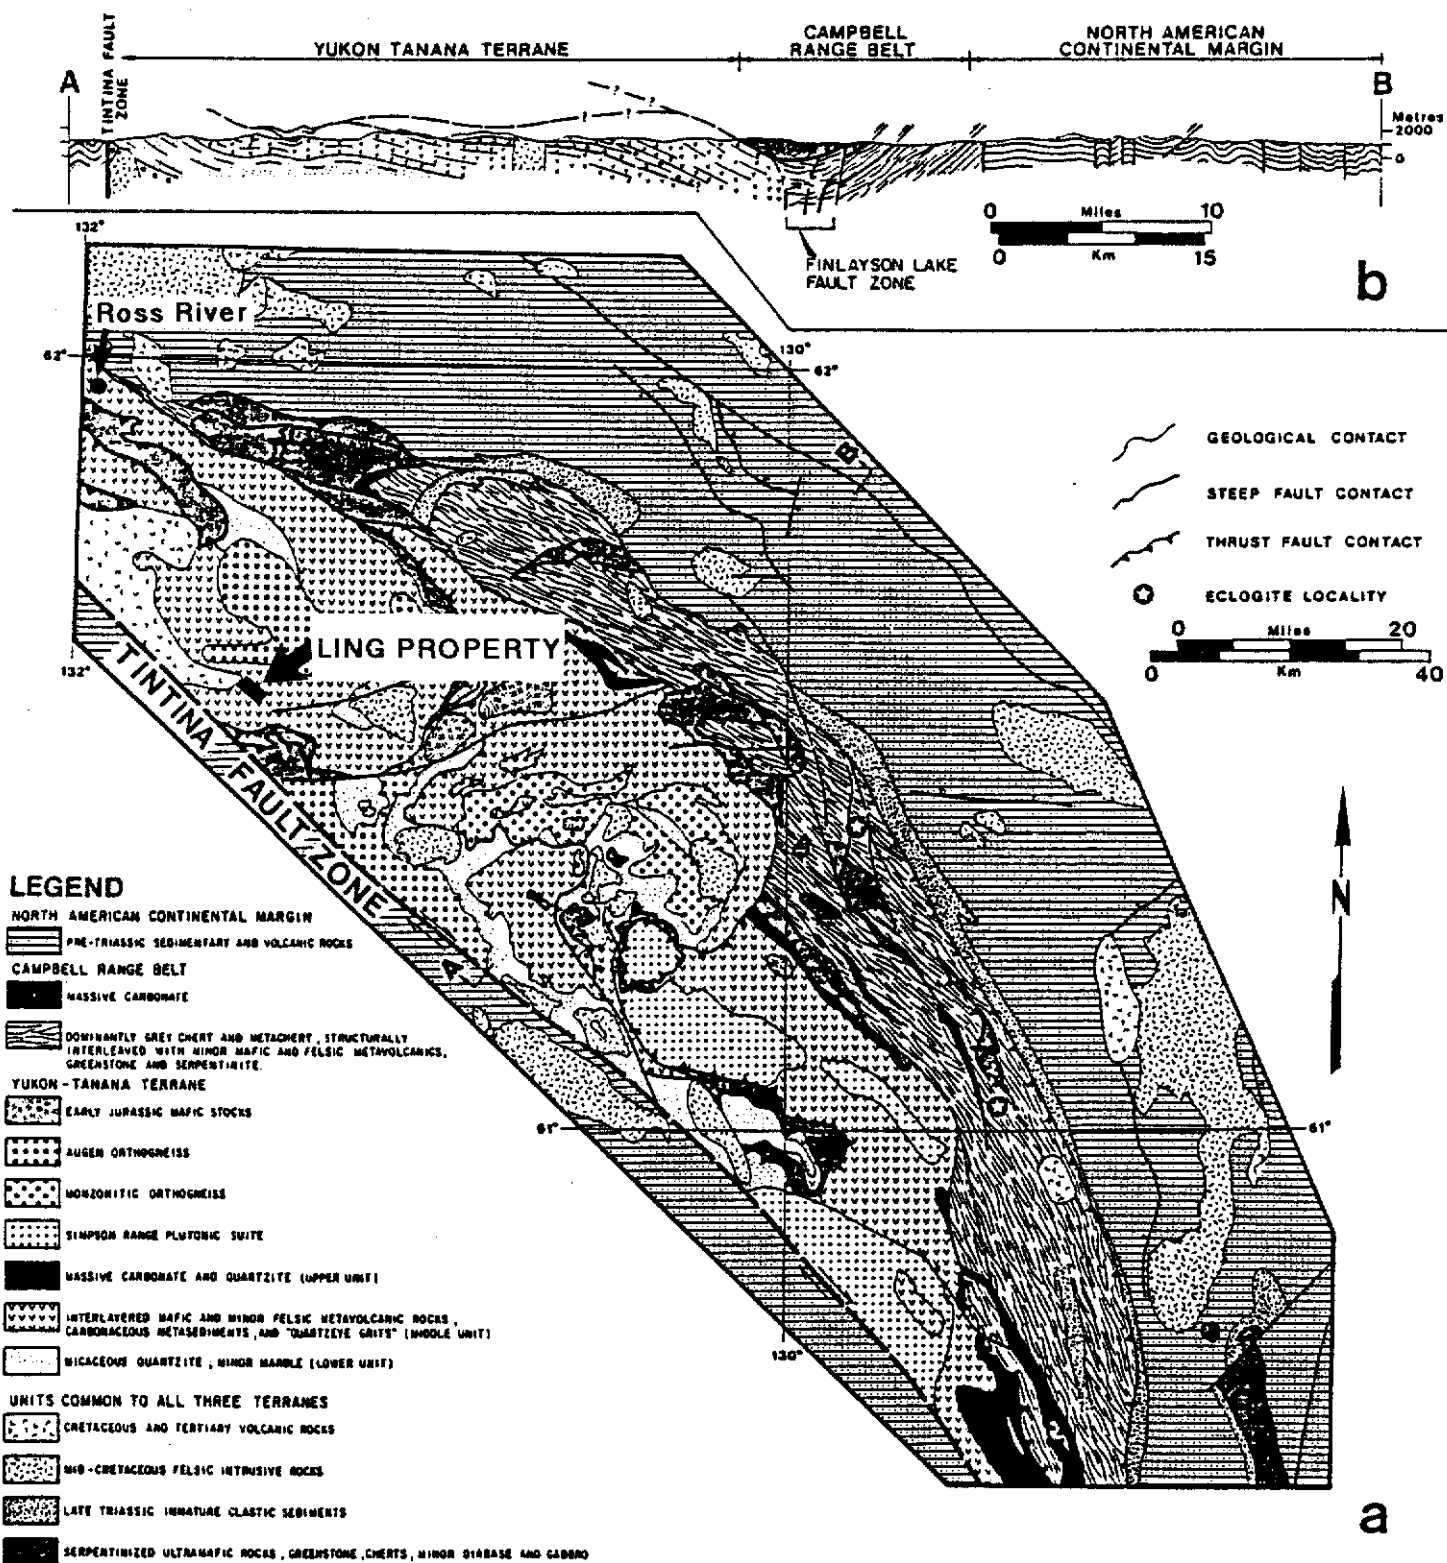 YUKON TANANA TERRANE
CAMPBELL
RANGE BELT
NORTH AMERICAN
CONTINENTAL MARGIN
A
TINTINA FAULT
ZONE
B
Metres
2000
0
? ? ? ?
0 Miles 10
0 Km 15
FINLAYSON LAKE
FAULT ZONE
b
132°
Ross River
62°
130°
62°
B
GEOLOGICAL CONTACT
STEEP FAULT CONTACT
THRUST FAULT CONTACT
ECLOGITE LOCALITY
0 Miles 20
0 Km 40
LING PROPERTY
132°
TINTINA FAULT ZONE
A
N
61°
61°
130°
LEGEND
NORTH AMERICAN CONTINENTAL MARGIN
PRE-TRIASSIC SEDIMENTARY AND VOLCANIC ROCKS
CAMPBELL RANGE BELT
MASSIVE CARBONATE
DOMINANTLY GREY CHERT AND METACHERT, STRUCTURALLY
INTERLEAVED WITH MINOR MAFIC AND FELSIC METAVOLCANICS,
GREENSTONE AND SERPENTINITE.
YUKON-TANANA TERRANE
EARLY JURASSIC MAFIC STOCKS
AUGEN ORTHOGNEISS
MONZONITIC ORTHOGNEISS
SIMPSON RANGE PLUTONIC SUITE
MASSIVE CARBONATE AND QUARTZITE (UPPER UNIT)
INTERLAYERED MAFIC AND MINOR FELSIC METAVOLCANIC ROCKS,
CARBONACEOUS METASEDIMENTS, AND "QUARTZEYE GRITS" (MIDDLE UNIT)
MICACEOUS QUARTZITE, MINOR MARBLE (LOWER UNIT)
UNITS COMMON TO ALL THREE TERRANES
CRETACEOUS AND TERTIARY VOLCANIC ROCKS
MID-CRETACEOUS FELSIC INTRUSIVE ROCKS
LATE TRIASSIC IMMATURE CLASTIC SEDIMENTS
SERPENTINIZED ULTRAMAFIC ROCKS, GREENSTONE, CHERTS, MINOR DIABASE AND GABBRO
a